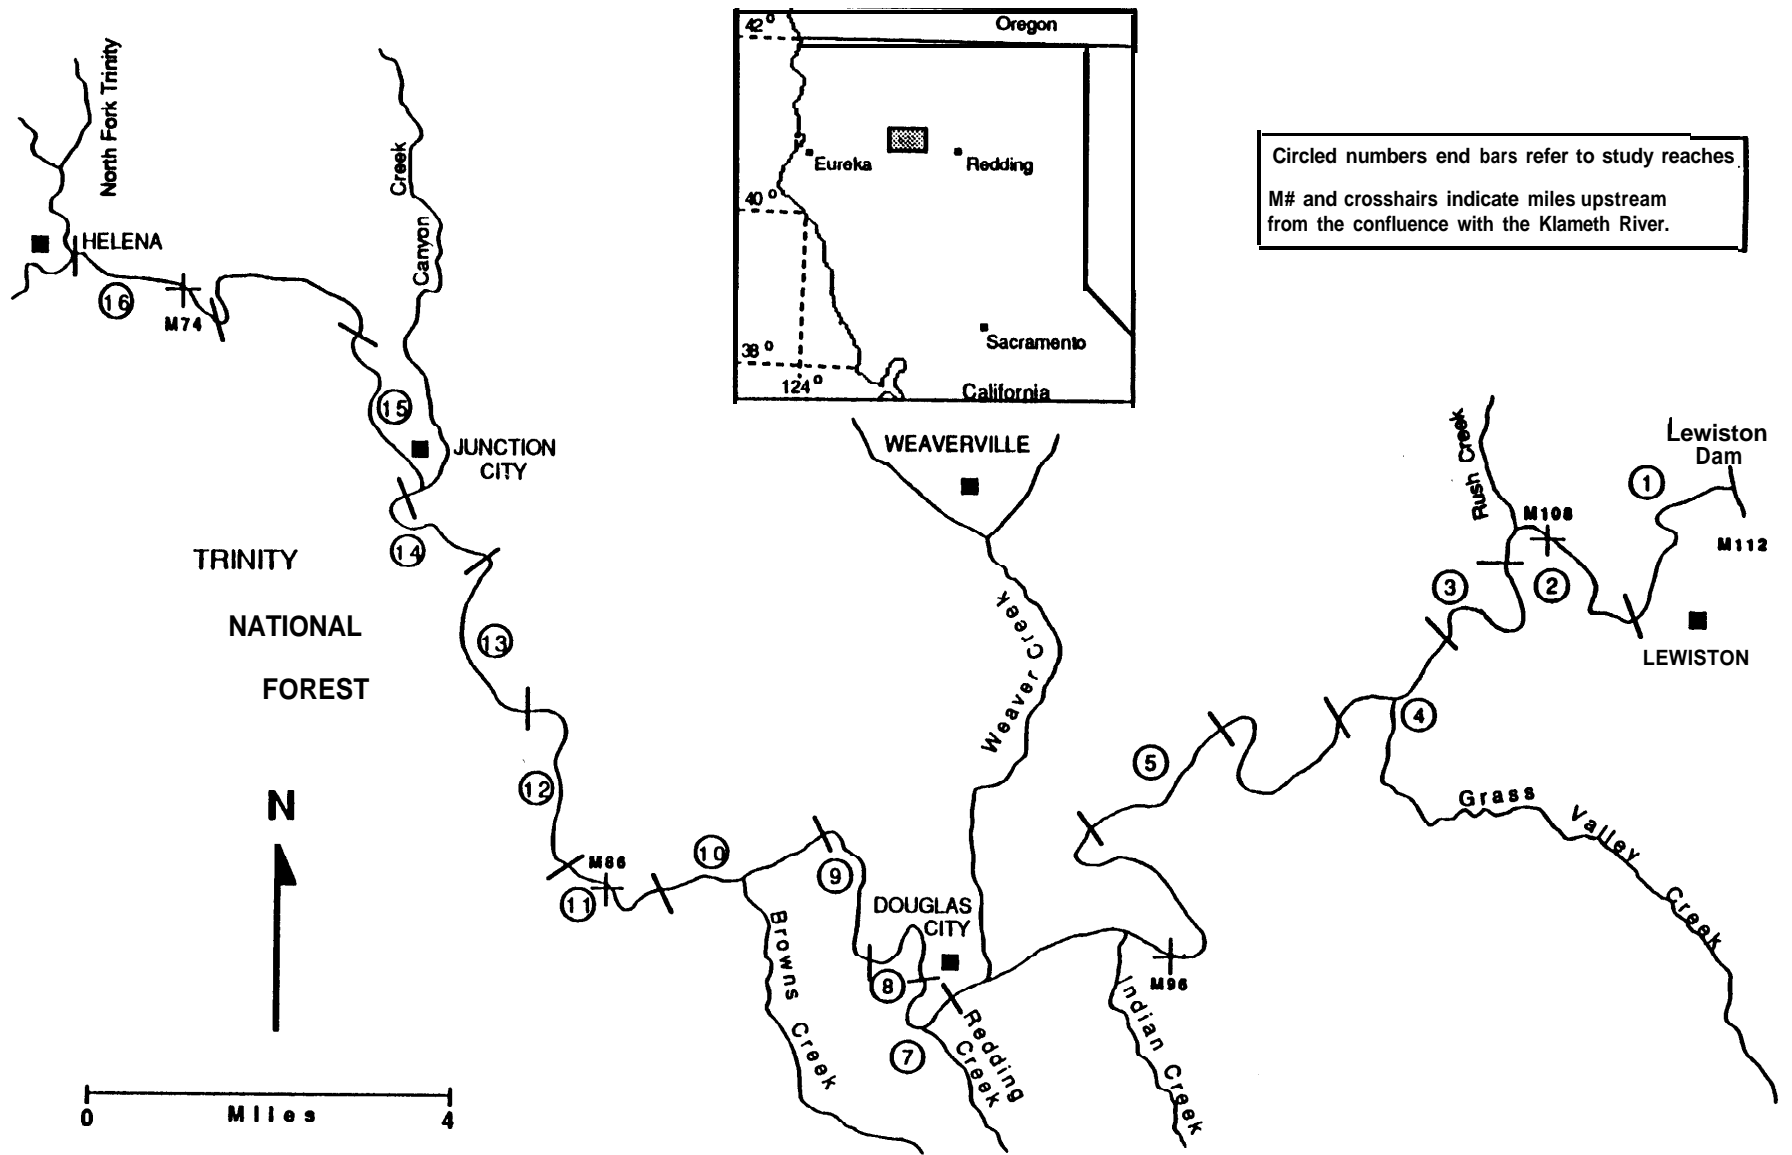 42°
Oregon
Eureka
Redding
40°
Sacramento
38°
124°
California
Circled numbers end bars refer to study reaches
M# and crosshairs indicate miles upstream
from the confluence with the Klameth River.
North Fork Trinity
HELENA
16
M74
Canyon Creek
15
JUNCTION
CITY
14
TRINITY
NATIONAL
FOREST
13
12
N
M86
11
10
9
Browns Creek
WEAVERVILLE
Weaver Creek
DOUGLAS
CITY
8
7
Redding
Creek
Indian Creek
M96
5
4
Grass Valley Creek
3
2
Rush Creek
M108
1
Lewiston
Dam
M112
LEWISTON
0 Miles 4